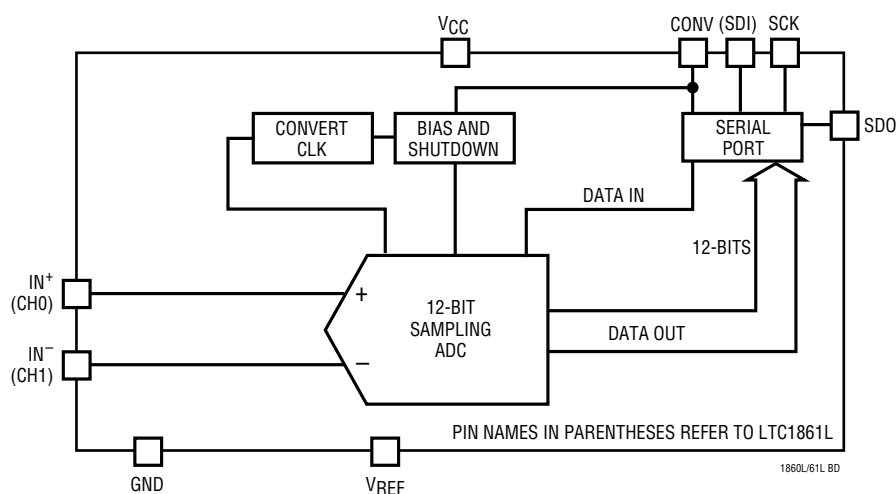 VCC
CONV (SDI) SCK
SDO
CONVERT
CLK
BIAS AND
SHUTDOWN
SERIAL
PORT
DATA IN
12-BITS
IN+
(CH0)
+
12-BIT
SAMPLING
ADC
DATA OUT
IN−
(CH1)
−
PIN NAMES IN PARENTHESES REFER TO LTC1861L
GND
VREF
1860L/61L BD